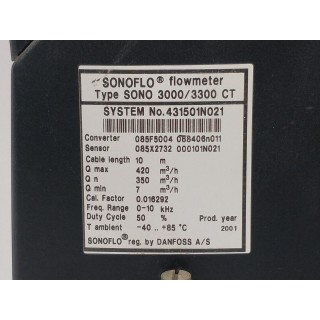 SONOFLO® flowmeter
Type SONO 3000/3300 CT
SYSTEM No.431501N021
Converter 085F5004 068406n011
Sensor 085X2732 000101N021
Cable length 10 m
Q max 420 m³/h
Q n 350 m³/h
Q min 7 m³/h
Cal. Factor 0.016292
Freq. Range 0-10 kHz
Duty Cycle 50 % Prod. year
T ambient -40 ..+85 °C 2001
SONOFLO® reg. by DANFOSS A/S